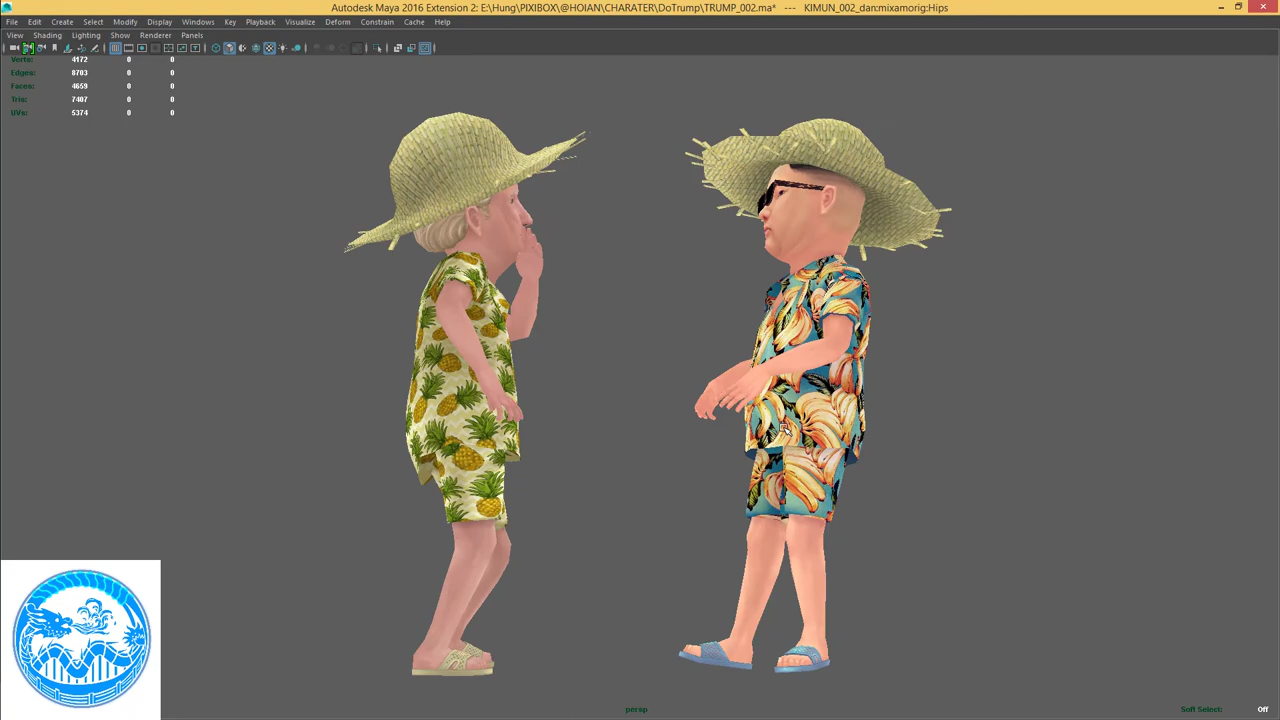 Autodesk Maya 2016 Extension 2: E:\Hung\PIXIBOX\@HOIAN\CHARATER\DoTrump\TRUMP_002.ma* --- KIMUN_002_dan:mixamorig:Hips
File Edit Create Select Modify Display Windows Key Playback Visualize Deform Constrain Cache Help
View Shading Lighting Show Renderer Panels
Verts: 4172 0 0
Edges: 8703 0 0
Faces: 4659 0 0
Tris: 7407 0 0
UVs: 5374 0 0
persp
Soft Select: Off